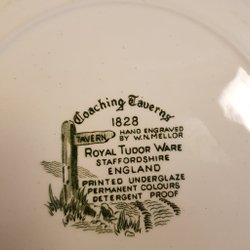 Coaching Taverns
1828
TAVERN
HAND ENGRAVED
BY W.N.MELLOR
ROYAL TUDOR WARE
STAFFORDSHIRE
ENGLAND
PRINTED UNDERGLAZE
PERMANENT COLOURS
DETERGENT PROOF